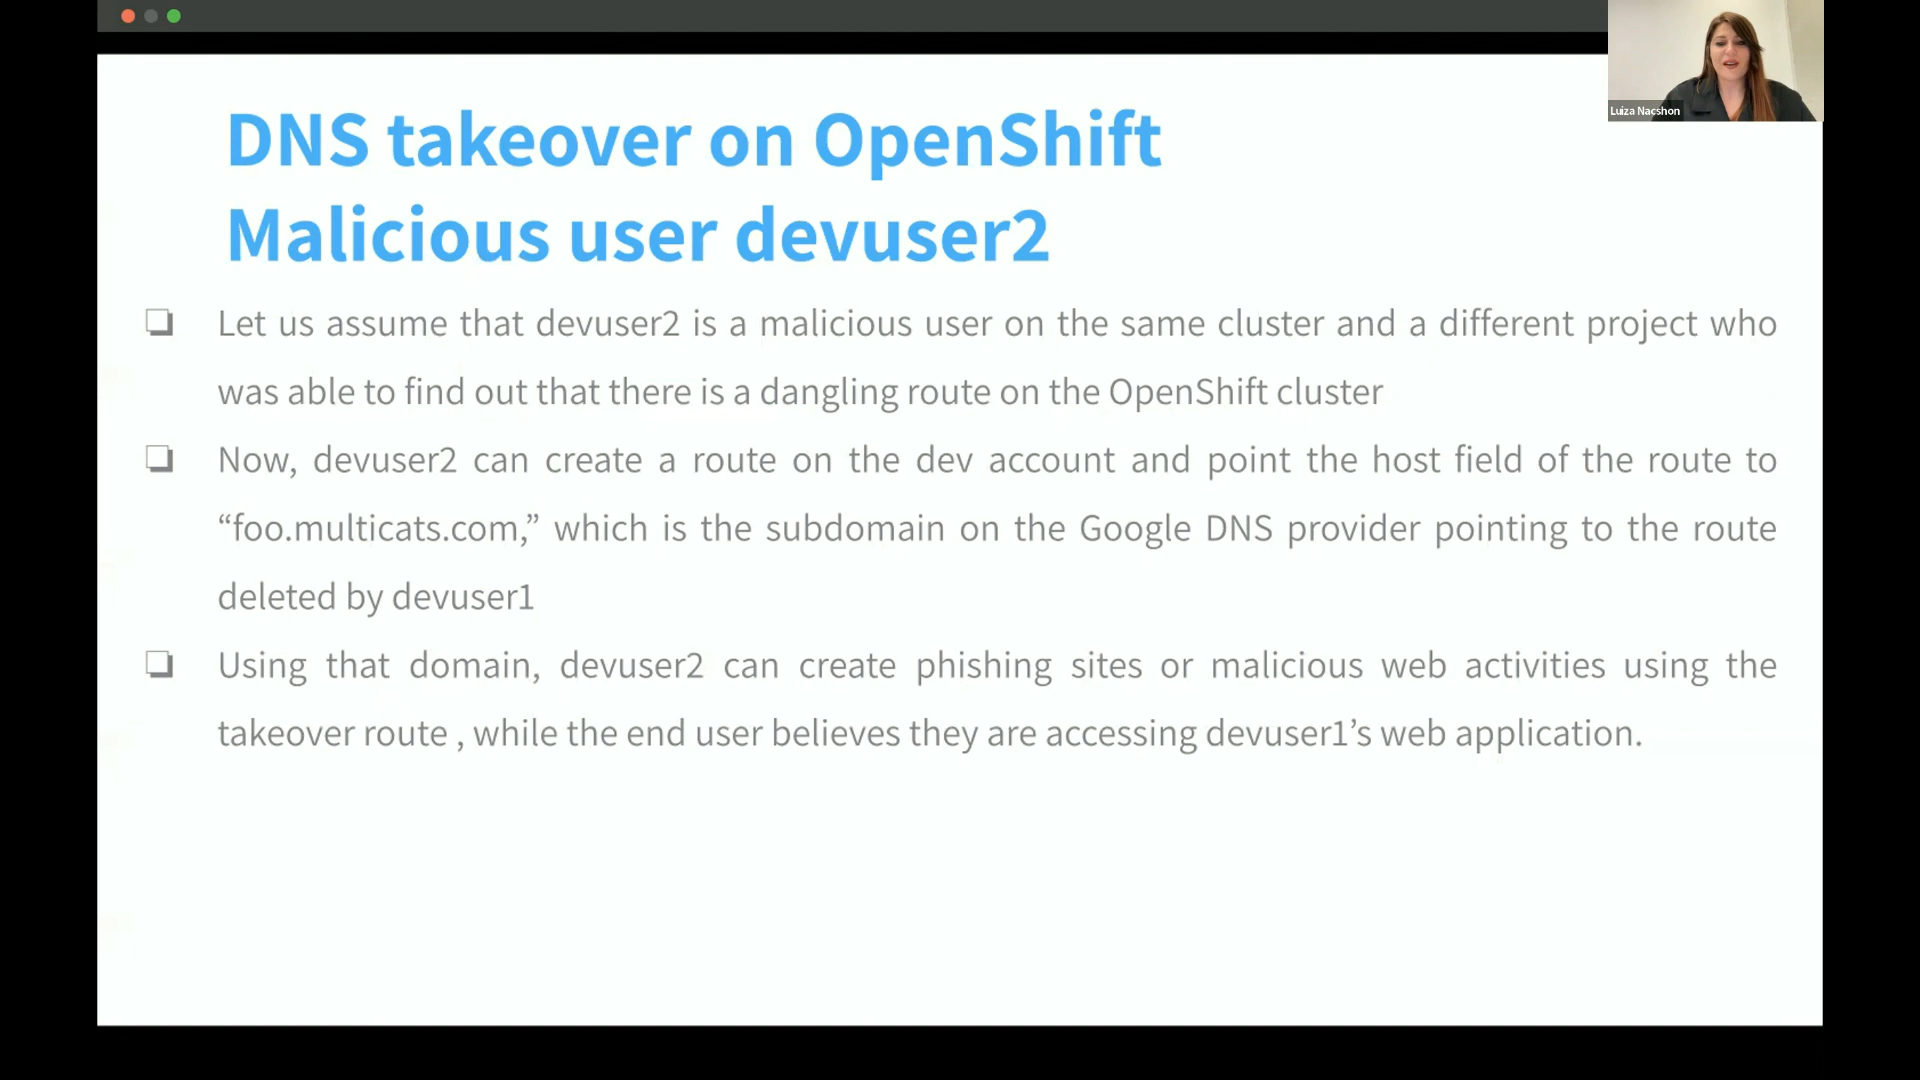 DNS takeover on OpenShift
Malicious user devuser2
Luiza Nacshon
Let us assume that devuser2 is a malicious user on the same cluster and a different project who
was able to find out that there is a dangling route on the OpenShift cluster
Now, devuser2 can create a route on the dev account and point the host field of the route to
“foo.multicats.com,” which is the subdomain on the Google DNS provider pointing to the route
deleted by devuser1
Using that domain, devuser2 can create phishing sites or malicious web activities using the
takeover route , while the end user believes they are accessing devuser1’s web application.